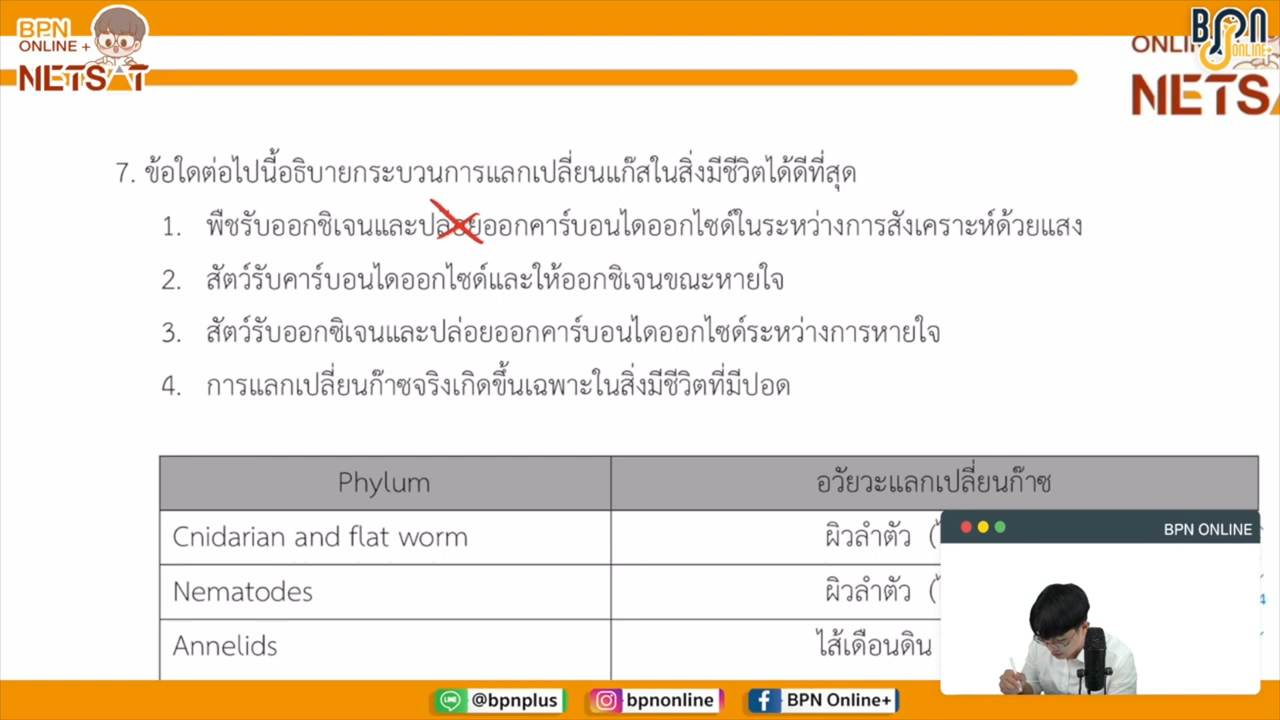 BPN
ONLINE +
NETSAT
BPN
ONLINE+
NETSA
7. ข้อใดต่อไปนี้อธิบายกระบวนการแลกเปลี่ยนแก๊สในสิ่งมีชีวิตได้ดีที่สุด
1. พืชรับออกชิเจนและปล่อยออกคาร์บอนไดออกไซด์ในระหว่างการสังเคราะห์ด้วยแสง
2. สัตว์รับคาร์บอนไดออกไซด์และให้ออกชิเจนขณะหายใจ
3. สัตว์รับออกซิเจนและปล่อยออกคาร์บอนไดออกไซด์ระหว่างการหายใจ
4. การแลกเปลี่ยนก๊าซจริงเกิดขึ้นเฉพาะในสิ่งมีชีวิตที่มีปอด
Phylum อวัยวะแลกเปลี่ยนก๊าซ
Cnidarian and flat worm ผิวลำตัว
Nematodes ผิวลำตัว
Annelids ไส้เดือนดิน
BPN ONLINE
@bpnplus bpnonline BPN Online+